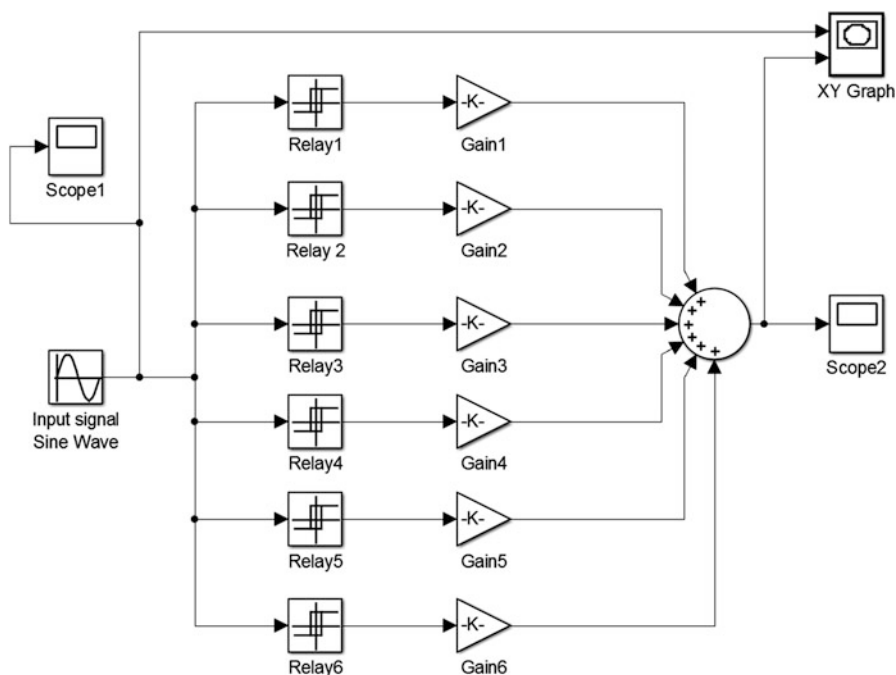 XY Graph
Relay1
-K-
Gain1
Scope1
Relay 2
-K-
Gain2
Relay3
-K-
Gain3
+
+
+
+
+
+
Scope2
Input signal
Sine Wave
Relay4
-K-
Gain4
Relay5
-K-
Gain5
Relay6
-K-
Gain6